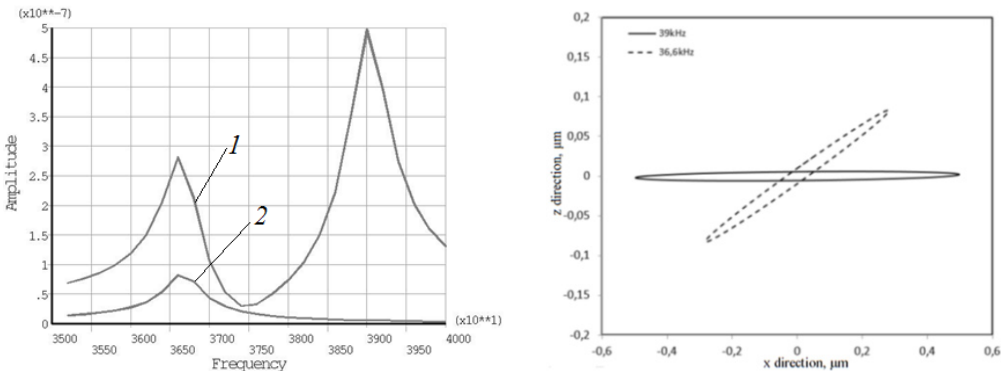 (x10**-7)
5
4.5
4
3.5
3
2.5
2
1.5
1
.5
0
Amplitude
1
2
(x10**1)
3500 3600 3700 3800 3900 4000
3550 3650 3750 3850 3950
Frequency
0,2
0,15
0,1
0,05
0
-0,05
-0,1
-0,15
-0,2
z direction, μm
39kHz
36,6kHz
-0,6 -0,4 -0,2 0 0,2 0,4 0,6
x direction, μm